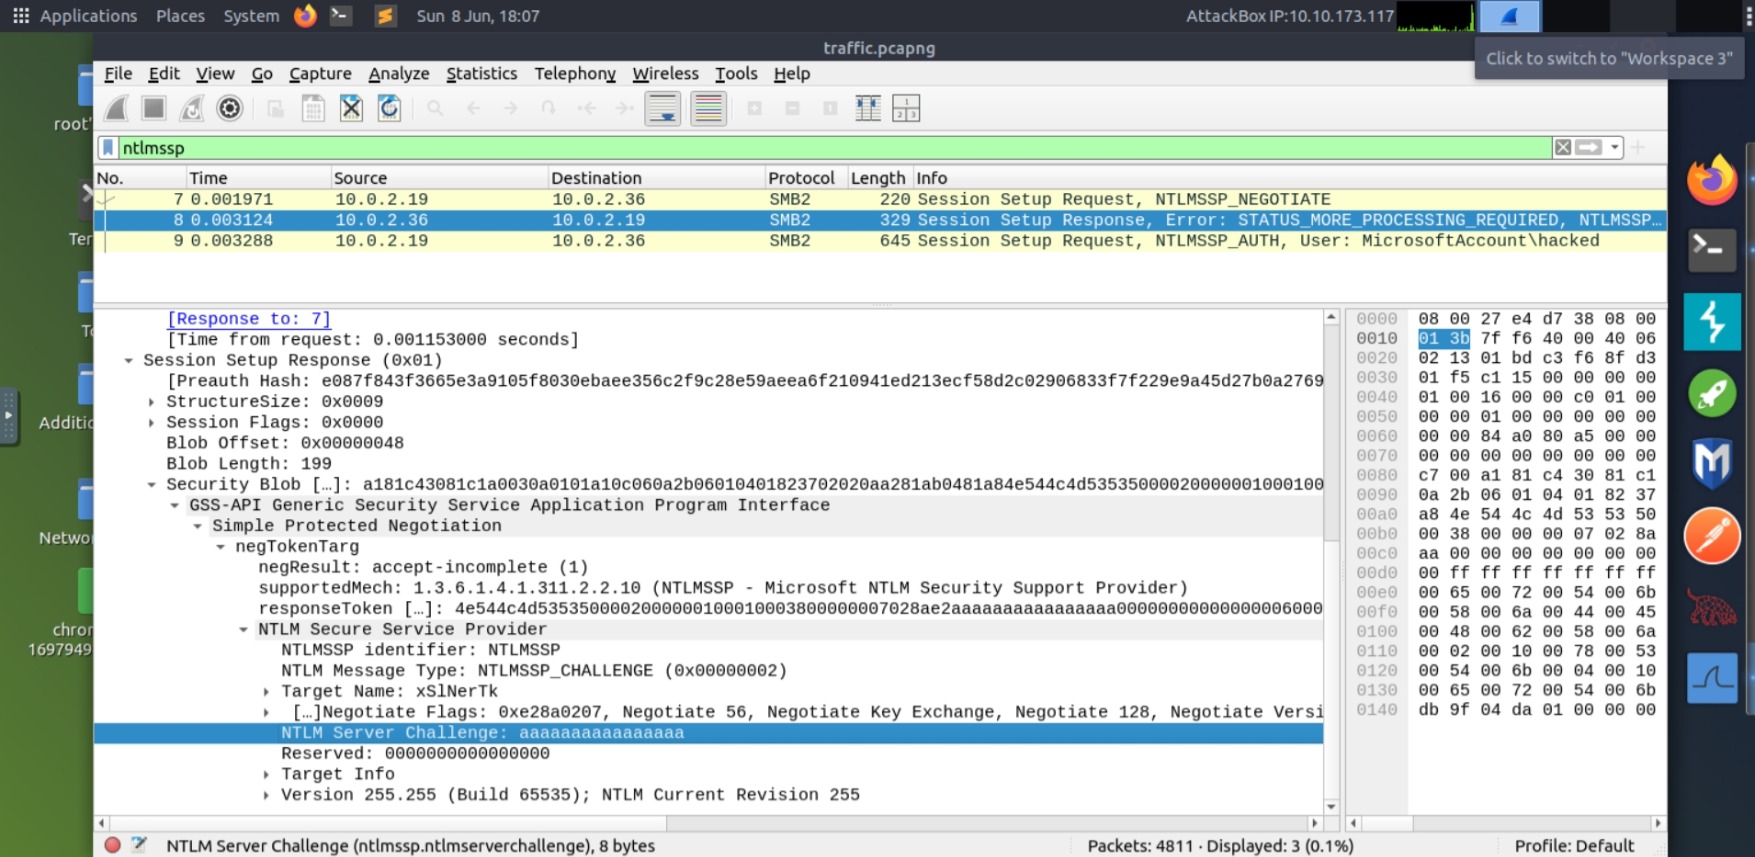 Applications Places System Sun 8 Jun, 18:07 AttackBox IP:10.10.173.117
traffic.pcapng
Click to switch to "Workspace 3"
File Edit View Go Capture Analyze Statistics Telephony Wireless Tools Help
root'
ntlmssp
No. Time Source Destination Protocol Length Info
7 0.001971 10.0.2.19 10.0.2.36 SMB2 220 Session Setup Request, NTLMSSP_NEGOTIATE
8 0.003124 10.0.2.36 10.0.2.19 SMB2 329 Session Setup Response, Error: STATUS_MORE_PROCESSING_REQUIRED, NTLMSSP…
9 0.003288 10.0.2.19 10.0.2.36 SMB2 645 Session Setup Request, NTLMSSP_AUTH, User: MicrosoftAccount\hacked
Ter
To
Additic
Netwo
chror
1697949
[Response to: 7]
[Time from request: 0.001153000 seconds]
Session Setup Response (0x01)
[Preauth Hash: e087f843f3665e3a9105f8030ebaee356c2f9c28e59aeea6f210941ed213ecf58d2c02906833f7f229e9a45d27b0a2769
StructureSize: 0x0009
Session Flags: 0x0000
Blob Offset: 0x00000048
Blob Length: 199
Security Blob […]: a181c43081c1a0030a0101a10c060a2b06010401823702020aa281ab0481a84e544c4d53535000020000001000100
GSS-API Generic Security Service Application Program Interface
Simple Protected Negotiation
negTokenTarg
negResult: accept-incomplete (1)
supportedMech: 1.3.6.1.4.1.311.2.2.10 (NTLMSSP - Microsoft NTLM Security Support Provider)
responseToken […]: 4e544c4d5353500002000000100010003800000007028ae2aaaaaaaaaaaaaaaa00000000000000006000
NTLM Secure Service Provider
NTLMSSP identifier: NTLMSSP
NTLM Message Type: NTLMSSP_CHALLENGE (0x00000002)
Target Name: xSlNerTk
[…]Negotiate Flags: 0xe28a0207, Negotiate 56, Negotiate Key Exchange, Negotiate 128, Negotiate Versi
NTLM Server Challenge: aaaaaaaaaaaaaaaa
Reserved: 0000000000000000
Target Info
Version 255.255 (Build 65535); NTLM Current Revision 255
0000 08 00 27 e4 d7 38 08 00
0010 01 3b 7f f6 40 00 40 06
0020 02 13 01 bd c3 f6 8f d3
0030 01 f5 c1 15 00 00 00 00
0040 01 00 16 00 00 c0 01 00
0050 00 00 01 00 00 00 00 00
0060 00 00 84 a0 80 a5 00 00
0070 00 00 00 00 00 00 00 00
0080 c7 00 a1 81 c4 30 81 c1
0090 0a 2b 06 01 04 01 82 37
00a0 a8 4e 54 4c 4d 53 53 50
00b0 00 38 00 00 00 07 02 8a
00c0 aa 00 00 00 00 00 00 00
00d0 00 ff ff ff ff ff ff ff
00e0 00 65 00 72 00 54 00 6b
00f0 00 58 00 6a 00 44 00 45
0100 00 48 00 62 00 58 00 6a
0110 00 02 00 10 00 78 00 53
0120 00 54 00 6b 00 04 00 10
0130 00 65 00 72 00 54 00 6b
0140 db 9f 04 da 01 00 00 00
NTLM Server Challenge (ntlmssp.ntlmserverchallenge), 8 bytes Packets: 4811 · Displayed: 3 (0.1%) Profile: Default